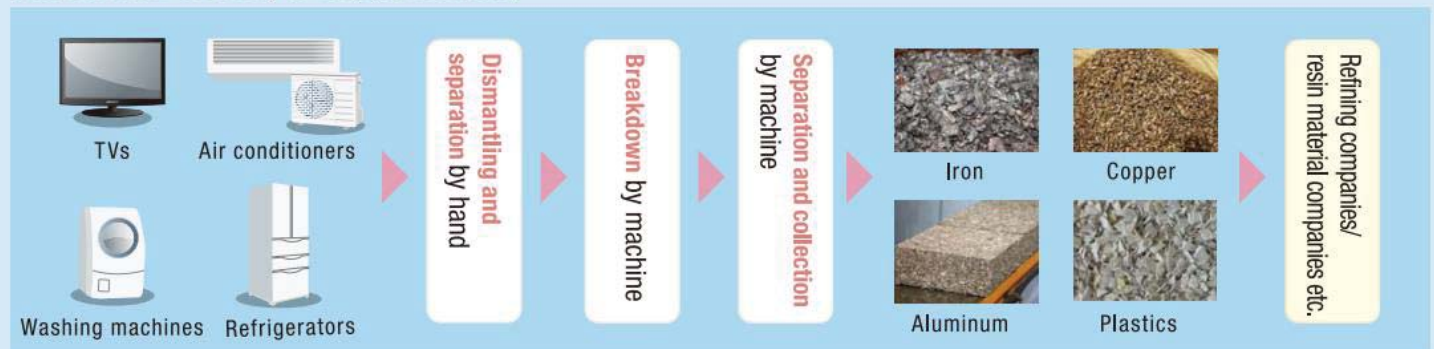 TVs
Air conditioners
Washing machines
Refrigerators
Dismantling and
separation by hand
Breakdown by machine
Separation and collection
by machine
Iron
Copper
Aluminum
Plastics
Refining companies/
resin material companies etc.